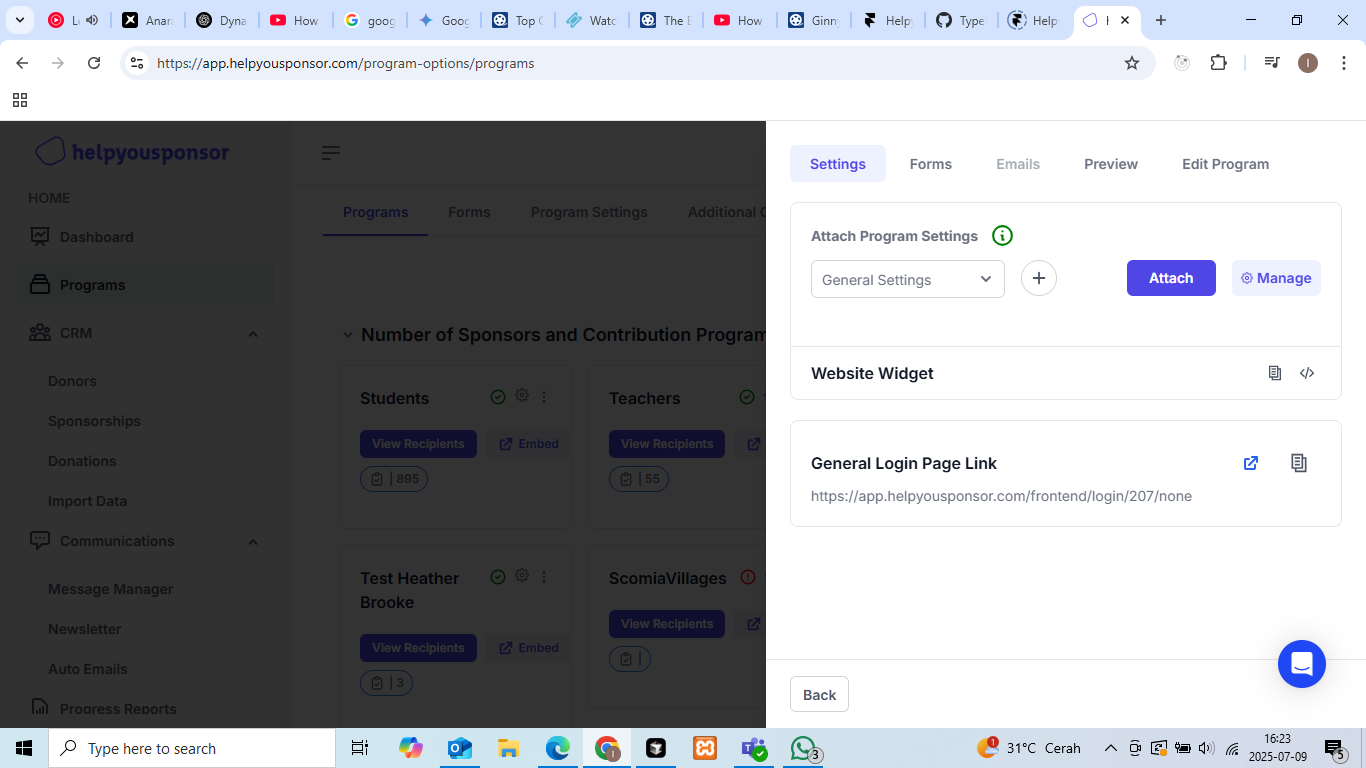 L
Anar
Dyna
How
goog
Goog
Top C
Watc
The E
How
Ginn
Help
Type
Help
https://app.helpyousponsor.com/program-options/programs
I
helpyousponsor
HOME
Dashboard
Programs
CRM
Donors
Sponsorships
Donations
Import Data
Communications
Message Manager
Newsletter
Auto Emails
Progress Reports
Programs Forms Program Settings Additional
Number of Sponsors and Contribution Program
Students
View Recipients Embed
| 895
Teachers
View Recipients
| 55
Test Heather
Brooke
View Recipients Embed
| 3
ScomiaVillages
View Recipients
|
Settings Forms Emails Preview Edit Program
Attach Program Settings
General Settings
Attach
Manage
Website Widget
General Login Page Link
https://app.helpyousponsor.com/frontend/login/207/none
Back
Type here to search
1
3
31°C Cerah
16:23
2025-07-09
5